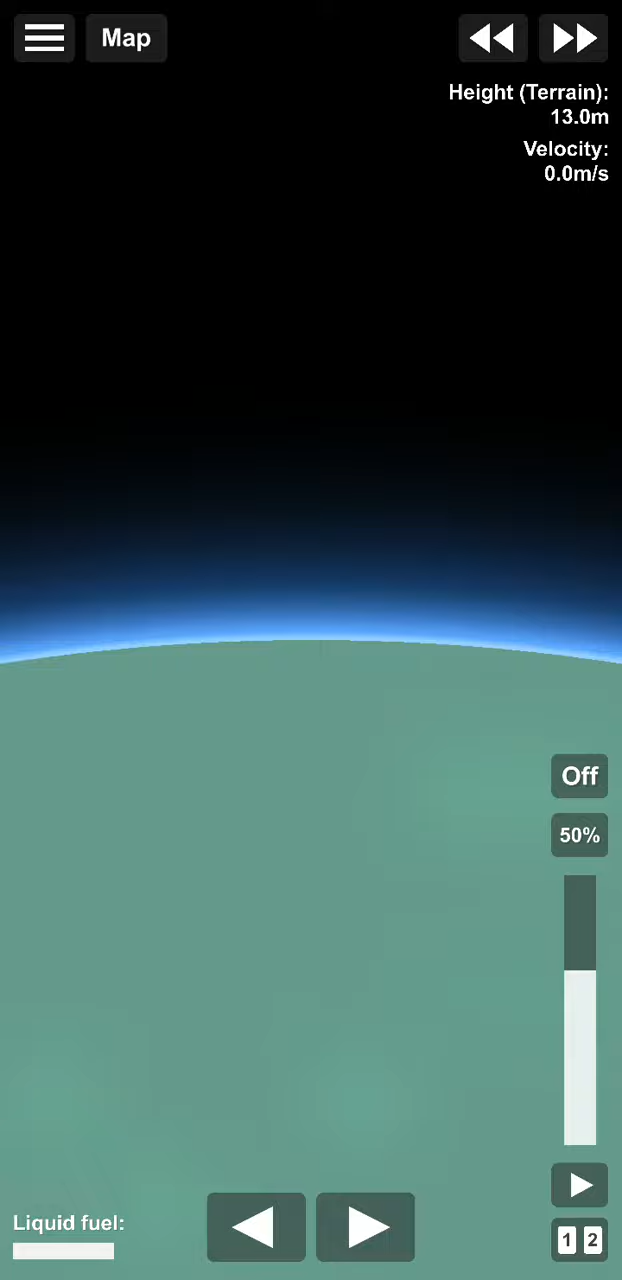 Map
Height (Terrain):
13.0m
Velocity:
0.0m/s
Off
50%
Liquid fuel:
1 2